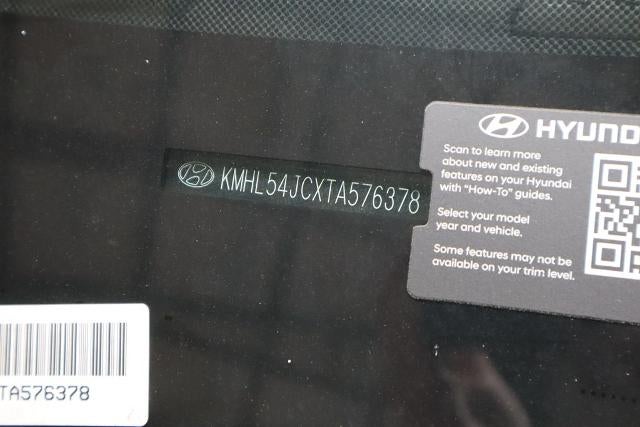 KMHL54JCXTA576378
HYUND
Scan to learn more
about new and existing
features on your Hyundai
with "How-To" guides.
Select your model
year and vehicle.
Some features may not be
available on your trim level.
TA576378